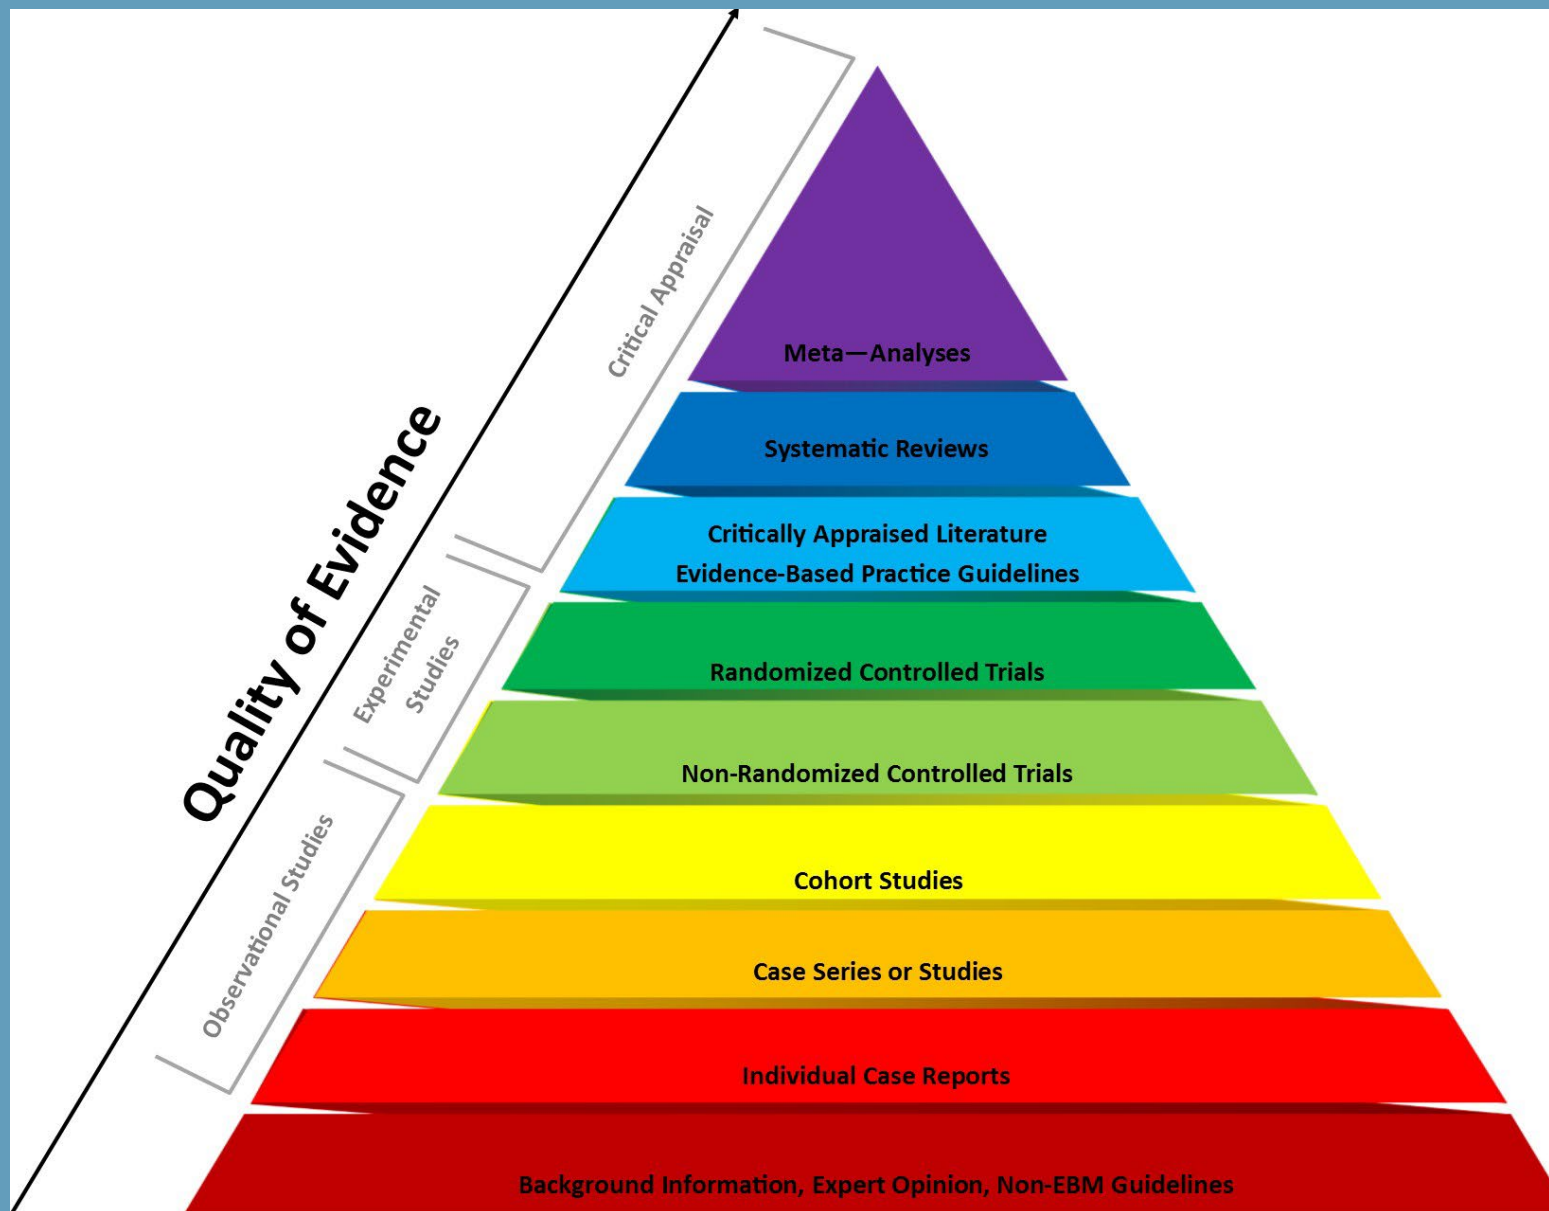 Quality of Evidence
Critical Appraisal
Experimental
Studies
Observational Studies
Meta—Analyses
Systematic Reviews
Critically Appraised Literature
Evidence-Based Practice Guidelines
Randomized Controlled Trials
Non-Randomized Controlled Trials
Cohort Studies
Case Series or Studies
Individual Case Reports
Background Information, Expert Opinion, Non-EBM Guidelines